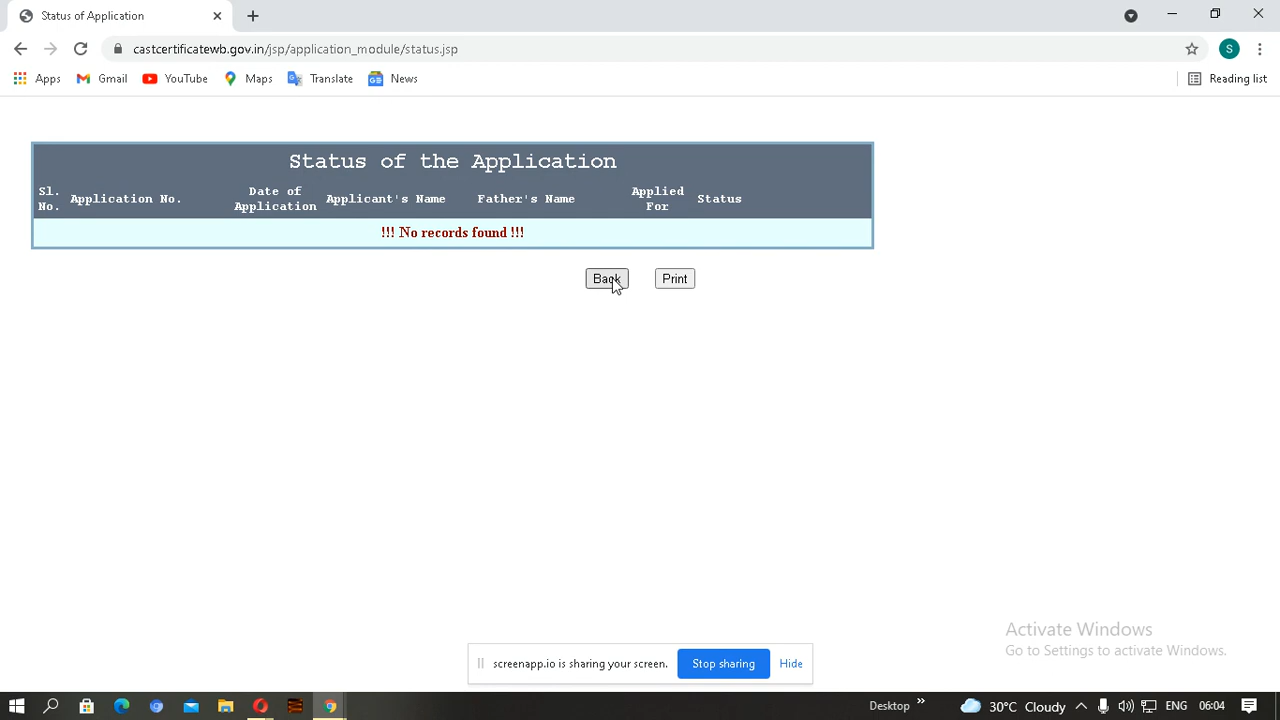 Status of Application
castcertificatewb.gov.in/jsp/application_module/status.jsp
S
Apps Gmail YouTube Maps Translate News Reading list
Status of the Application
Sl. No. Application No. Date of Application Applicant's Name Father's Name Applied For Status
!!! No records found !!!
Back Print
Activate Windows
Go to Settings to activate Windows.
screenapp.io is sharing your screen. Stop sharing Hide
Desktop 30°C Cloudy ENG 06:04